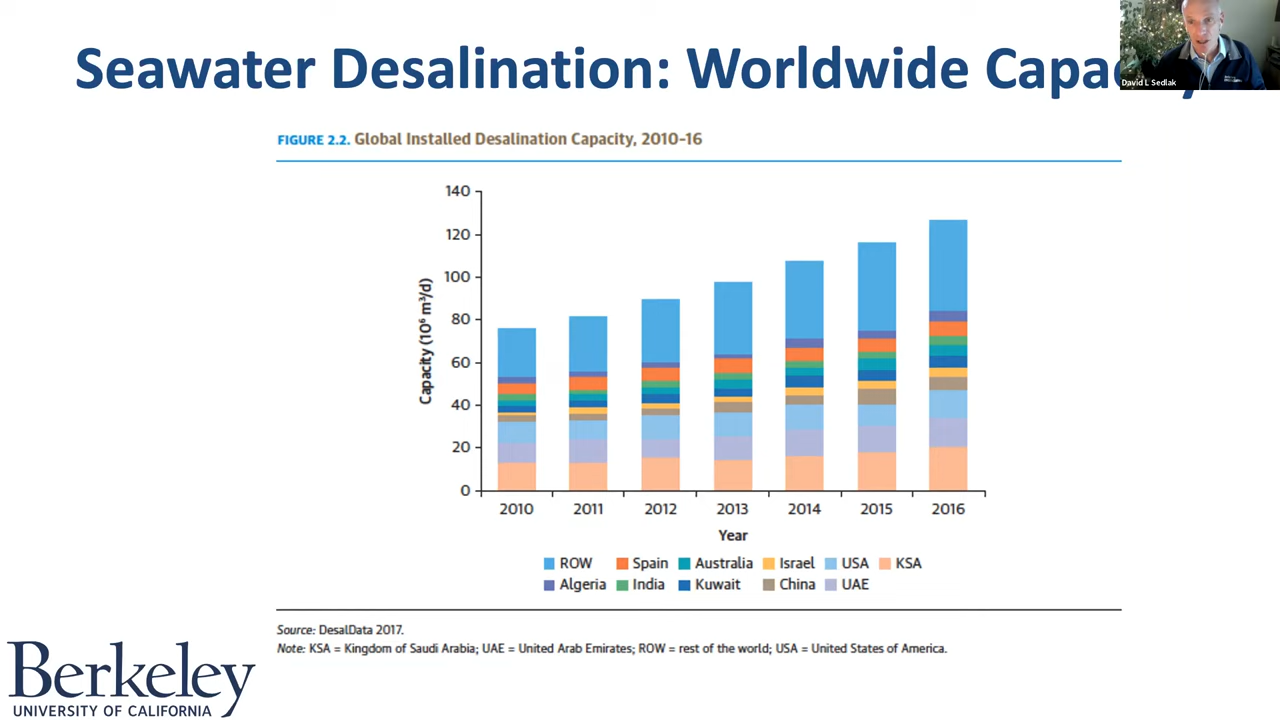 Seawater Desalination: Worldwide Capac
David L Sedlak
FIGURE 2.2. Global Installed Desalination Capacity, 2010–16
Capacity (10⁶ m³/d)
140
120
100
80
60
40
20
0
2010 2011 2012 2013 2014 2015 2016
Year
ROW Spain Australia Israel USA KSA
Algeria India Kuwait China UAE
Source: DesalData 2017.
Note: KSA = Kingdom of Saudi Arabia; UAE = United Arab Emirates; ROW = rest of the world; USA = United States of America.
Berkeley
UNIVERSITY OF CALIFORNIA